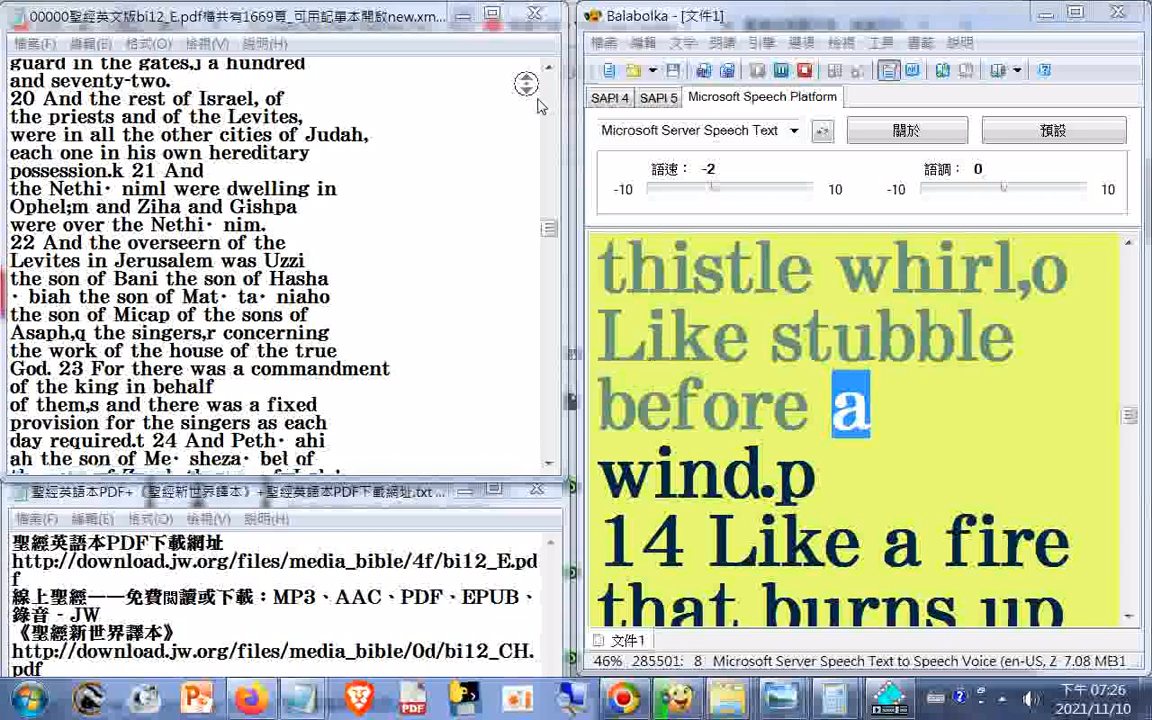 00000聖經英文版bi12_E.pdf檔共有1669頁_可用記事本開啟new.xm...
檔案(F) 編輯(E) 格式(O) 檢視(V) 說明(H)
guard in the gates,j a hundred
and seventy-two.
20 And the rest of Israel, of
the priests and of the Levites,
were in all the other cities of Judah,
each one in his own hereditary
possession.k 21 And
the Nethi· niml were dwelling in
Ophel;m and Ziha and Gishpa
were over the Nethi· nim.
22 And the overseern of the
Levites in Jerusalem was Uzzi
the son of Bani the son of Hasha
· biah the son of Mat· ta· niaho
the son of Micap of the sons of
Asaph,q the singers,r concerning
the work of the house of the true
God. 23 For there was a commandment
of the king in behalf
of them,s and there was a fixed
provision for the singers as each
day required.t 24 And Peth· ahi
ah the son of Me· sheza· bel of
聖經英語本PDF+《聖經新世界譯本》+聖經英語本PDF下載網址.txt ...
檔案(F) 編輯(E) 格式(O) 檢視(V) 說明(H)
聖經英語本PDF下載網址
http://download.jw.org/files/media_bible/4f/bi12_E.pd
f
線上聖經──免費閱讀或下載：MP3、AAC、PDF、EPUB、
錄音 - JW
《聖經新世界譯本》
http://download.jw.org/files/media_bible/0d/bi12_CH.
pdf
Balabolka - [文件1]
檔案 編輯 文字 朗讀 引擎 選項 檢視 工具 書籤 說明
SAPI 4 SAPI 5 Microsoft Speech Platform
Microsoft Server Speech Text 關於 預設
語速： -2 語調： 0
-10 10 -10 10
thistle whirl,o
Like stubble
before a
wind.p
14 Like a fire
that burns up
文件1
46% 285501: 8 Microsoft Server Speech Text to Speech Voice (en-US, Z 7.08 MB1
PDF
下午 07:26
2021/11/10